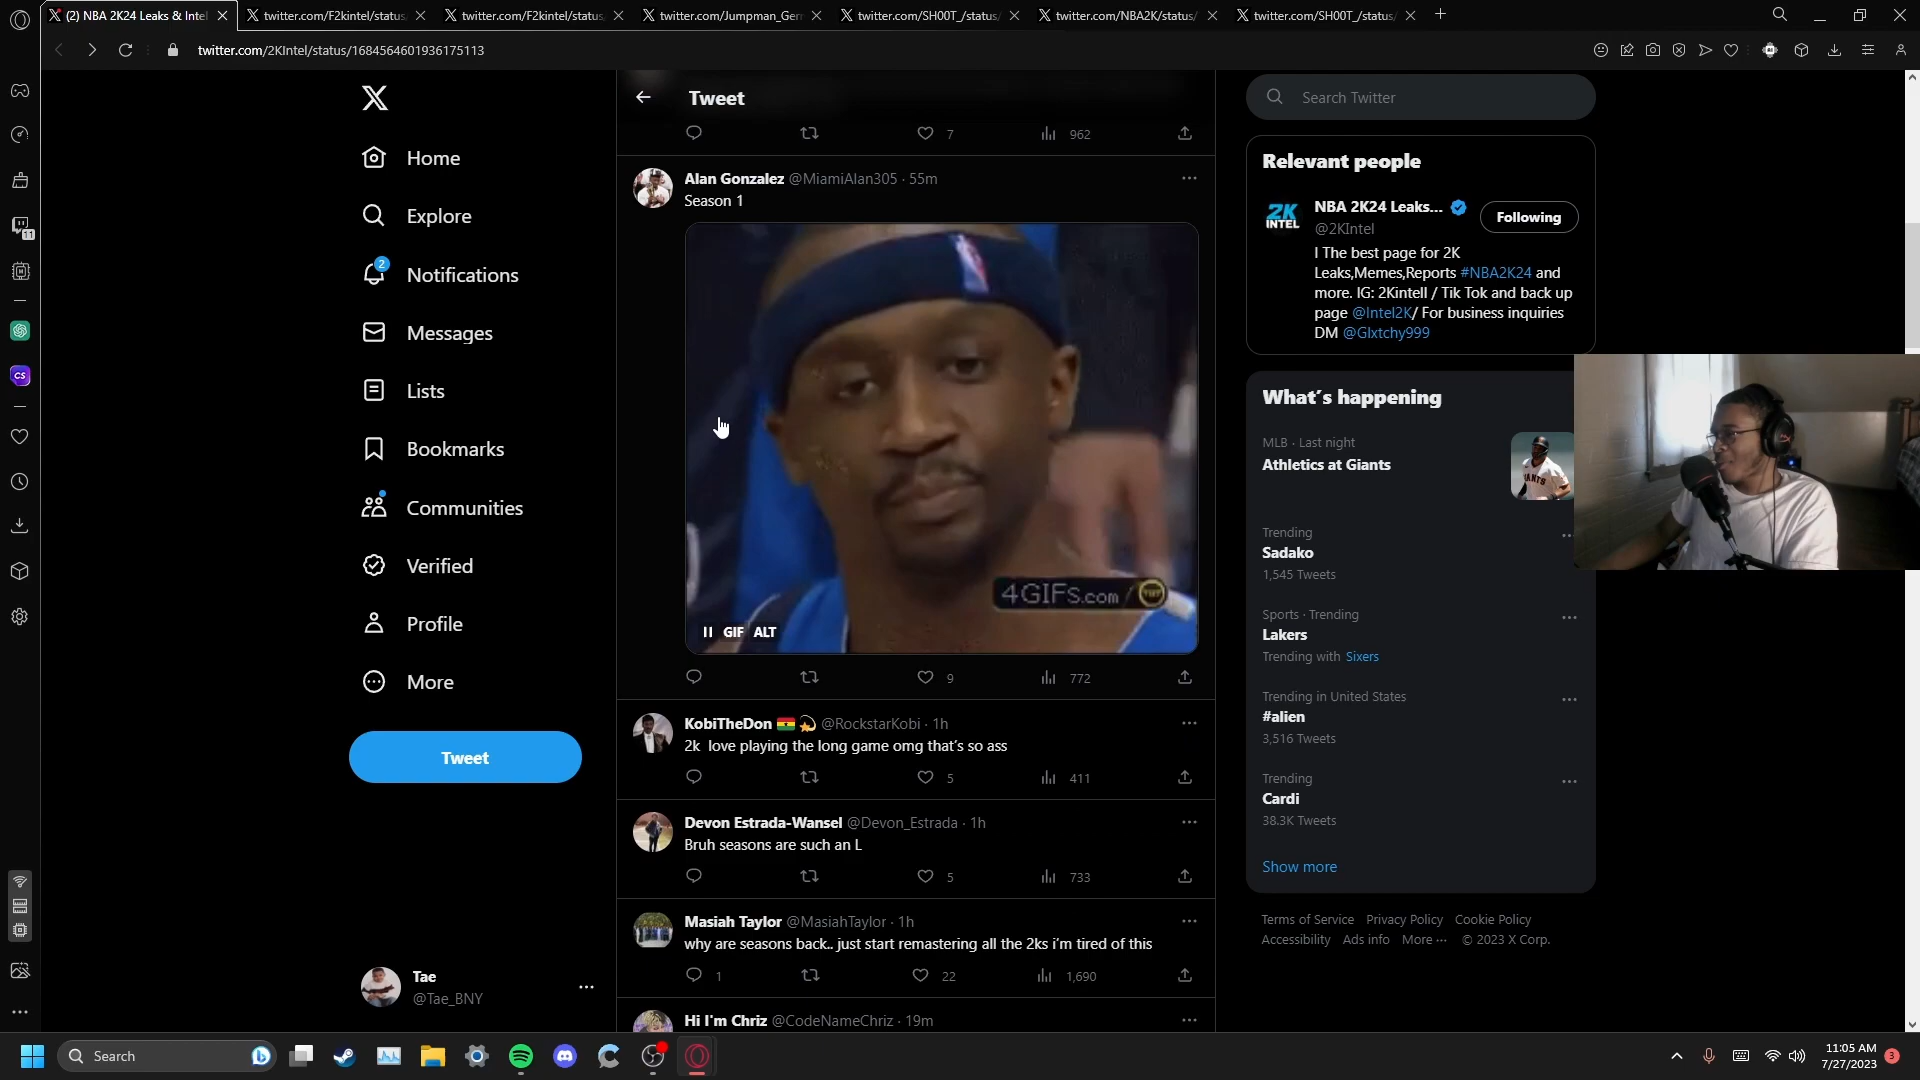 (2) NBA 2K24 Leaks & Intel
twitter.com/F2kintel/status
twitter.com/F2kintel/status
twitter.com/Jumpman_Ger
twitter.com/SH00T_/status/
twitter.com/NBA2K/status/
twitter.com/SH00T_/status/
twitter.com/2KIntel/status/1684564601936175113
Home
Explore
2
Notifications
Messages
Lists
Bookmarks
Communities
Verified
Profile
More
Tweet
Tae
@Tae_BNY
Tweet
7
962
Alan Gonzalez @MiamiAlan305 · 55m
Season 1
4GIFs.com
GIF ALT
9
772
KobiTheDon @RockstarKobi · 1h
2k love playing the long game omg that's so ass
5
411
Devon Estrada-Wansel @Devon_Estrada · 1h
Bruh seasons are such an L
5
733
Masiah Taylor @MasiahTaylor · 1h
why are seasons back.. just start remastering all the 2ks i'm tired of this
1
22
1,690
Hi I'm Chriz @CodeNameChriz · 19m
Search Twitter
Relevant people
2K
INTEL
NBA 2K24 Leaks...
Following
@2KIntel
I The best page for 2K
Leaks,Memes,Reports #NBA2K24 and
more. IG: 2Kintell / Tik Tok and back up
page @Intel2K/ For business inquiries
DM @Glxtchy999
What's happening
MLB · Last night
Athletics at Giants
GIANTS
Trending
Sadako
1,545 Tweets
Sports · Trending
Lakers
Trending with Sixers
Trending in United States
#alien
3,516 Tweets
Trending
Cardi
38.3K Tweets
Show more
Terms of Service Privacy Policy Cookie Policy
Accessibility Ads info More ··· © 2023 X Corp.
11
CS
Search
11:05 AM
7/27/2023
3